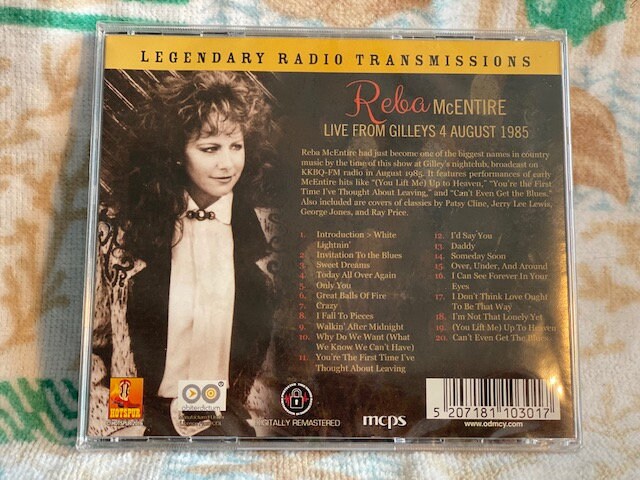 LEGENDARY RADIO TRANSMISSIONS
Reba McENTIRE
LIVE FROM GILLEYS 4 AUGUST 1985
Reba McEntire had just become one of the biggest names in country
music by the time of this show at Gilley's nightclub, broadcast on
KKBQ-FM radio in August 1985. It features performances of early
McEntire hits like "(You Lift Me) Up to Heaven," "You're the First
Time I've Thought About Leaving," and "Can't Even Get the Blues."
Also included are covers of classics by Patsy Cline, Jerry Lee Lewis,
George Jones, and Ray Price.
1. Introduction > White
Lightnin'
2. Invitation To the Blues
3. Sweet Dreams
4. Today All Over Again
5. Only You
6. Great Balls Of Fire
7. Crazy
8. I Fall To Pieces
9. Walkin' After Midnight
10. Why Do We Want (What
We Know We Can't Have)
11. You're The First Time I've
Thought About Leaving
12. I'd Say You
13. Daddy
14. Someday Soon
15. Over, Under, And Around
16. I Can See Forever In Your
Eyes
17. I Don't Think Love Ought
To Be That Way
18. I'm Not That Lonely Yet
19. (You Lift Me) Up To Heaven
20. Can't Even Get The Blues
HOTSPUR
obiterdictum
DIGITALLY REMASTERED
mcps
5 207181 103017
www.odmcy.com